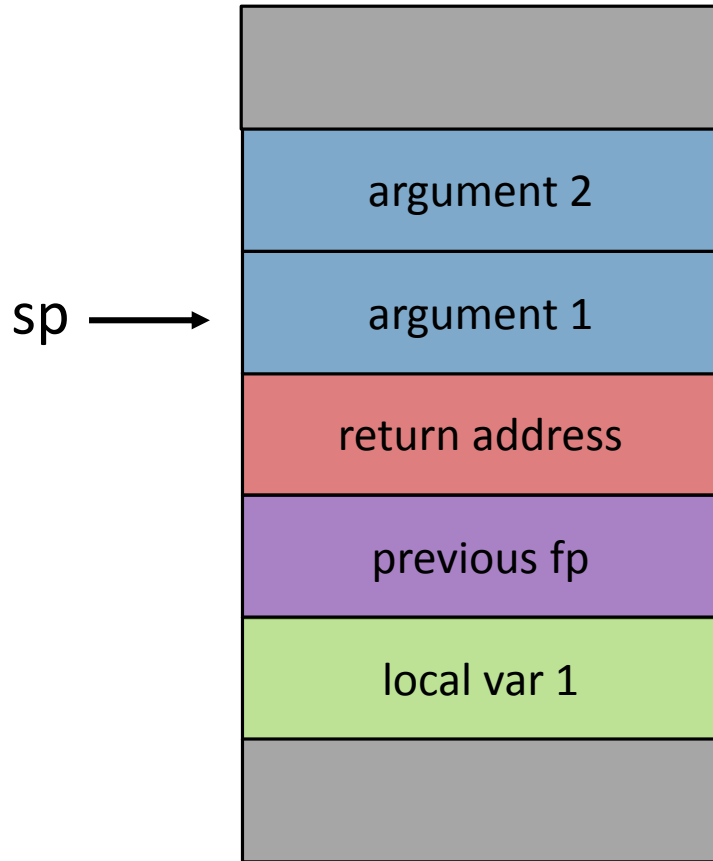 argument 2
sp
argument 1
return address
previous fp
local var 1